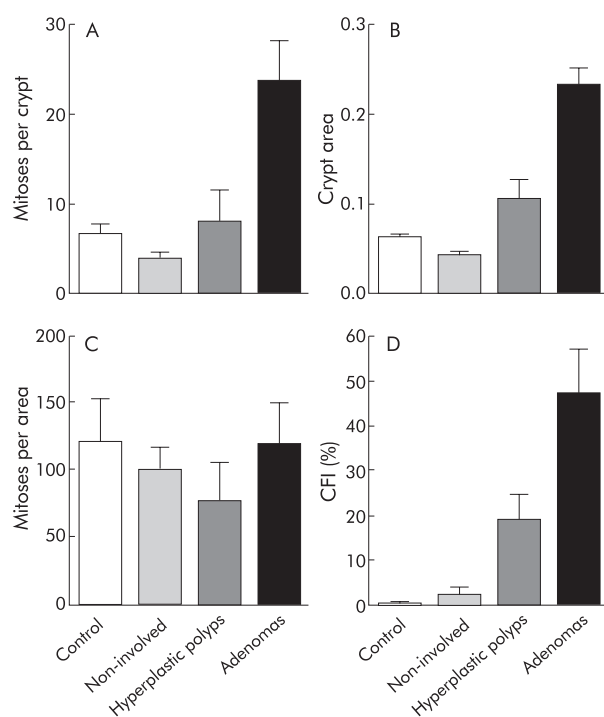 A
Mitoses per crypt
30
20
10
0
B
Crypt area
0.3
0.2
0.1
0.0
C
Mitoses per area
200
150
100
50
0
Control
Non-involved
Hyperplastic polyps
Adenomas
D
CFI (%)
60
50
40
30
20
10
0
Control
Non-involved
Hyperplastic polyps
Adenomas